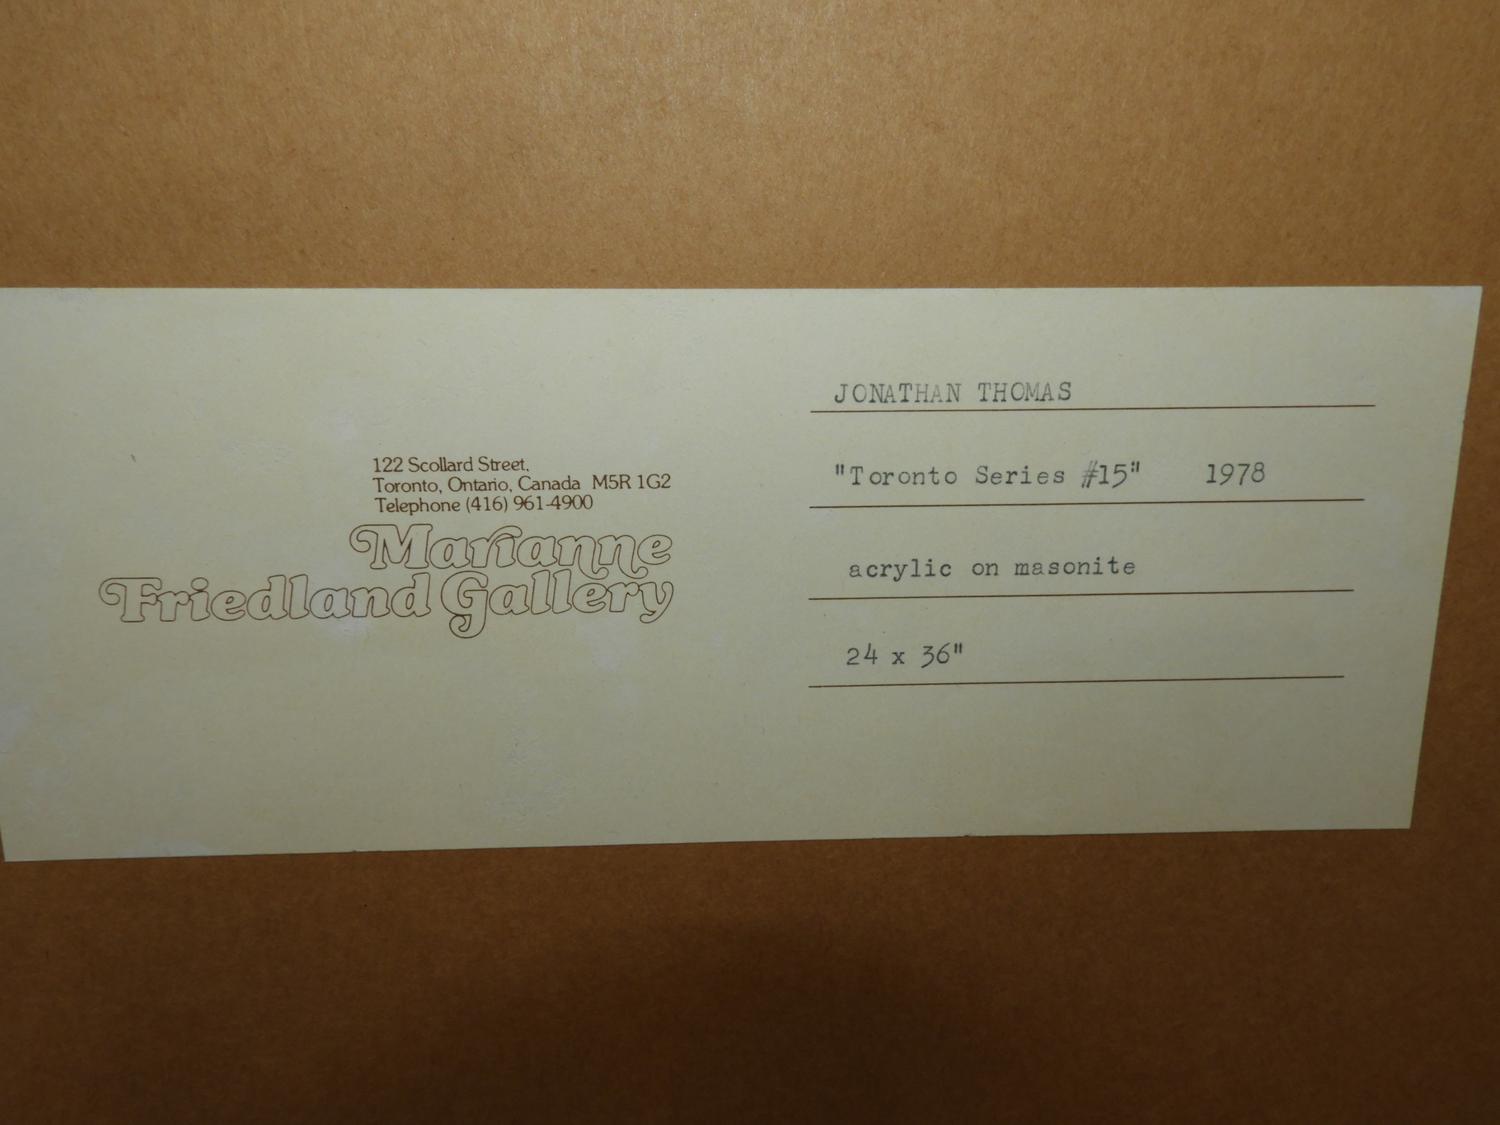 122 Scollard Street,
Toronto, Ontario, Canada M5R 1G2
Telephone (416) 961-4900
Marianne
Friedland Gallery
JONATHAN THOMAS
"Toronto Series #15" 1978
acrylic on masonite
24 x 36"